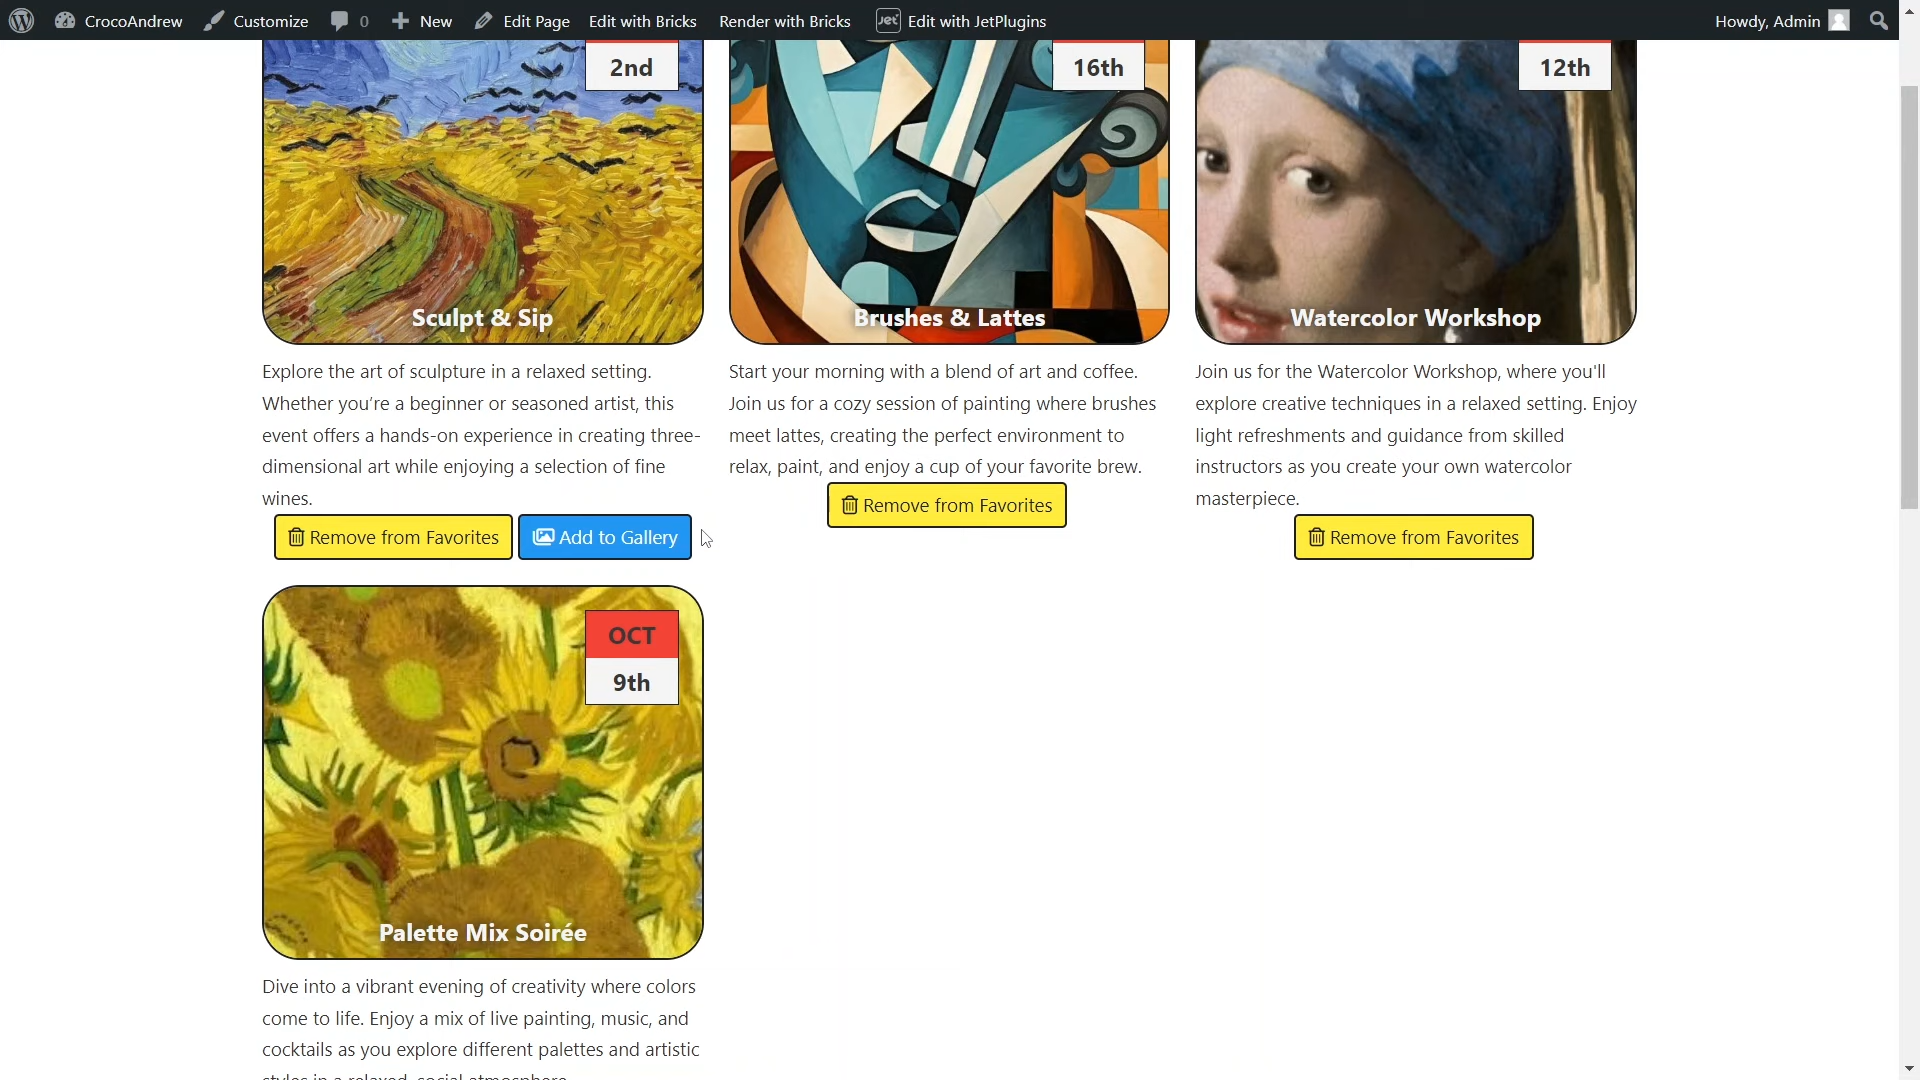 CrocoAndrew Customize 0 New Edit Page Edit with Bricks Render with Bricks Jet Edit with JetPlugins Howdy, Admin
2nd 16th 12th
Sculpt & Sip Brushes & Lattes Watercolor Workshop
Explore the art of sculpture in a relaxed setting.
Whether you’re a beginner or seasoned artist, this
event offers a hands-on experience in creating three-
dimensional art while enjoying a selection of fine
wines.
Remove from Favorites Add to Gallery
Start your morning with a blend of art and coffee.
Join us for a cozy session of painting where brushes
meet lattes, creating the perfect environment to
relax, paint, and enjoy a cup of your favorite brew.
Remove from Favorites
Join us for the Watercolor Workshop, where you'll
explore creative techniques in a relaxed setting. Enjoy
light refreshments and guidance from skilled
instructors as you create your own watercolor
masterpiece.
Remove from Favorites
OCT
9th
Palette Mix Soirée
Dive into a vibrant evening of creativity where colors
come to life. Enjoy a mix of live painting, music, and
cocktails as you explore different palettes and artistic
styles in a relaxed, social atmosphere.